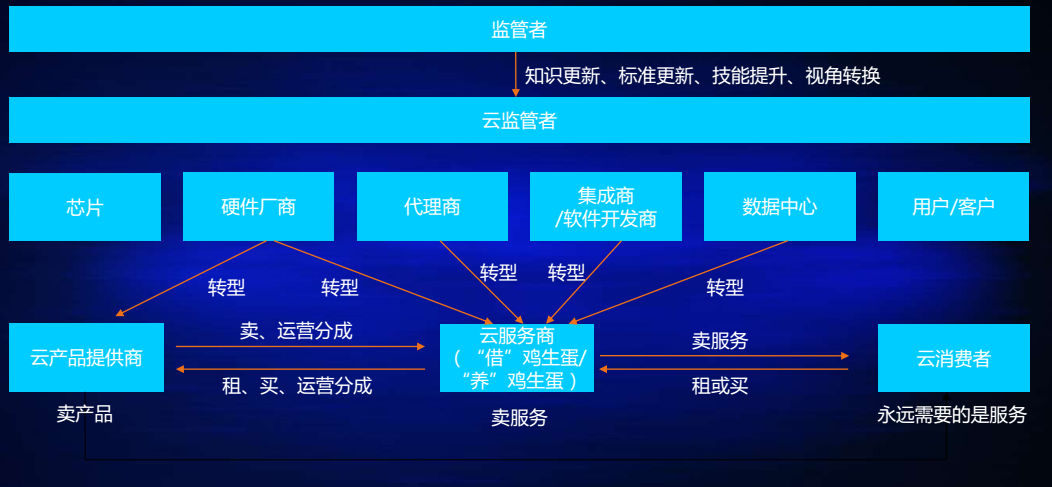 监管者
知识更新、标准更新、技能提升、视角转换
云监管者
芯片
硬件厂商
代理商
集成商
/软件开发商
数据中心
用户/客户
转型
转型
转型
转型
转型
云产品提供商
卖、运营分成
租、买、运营分成
云服务商
（“借”鸡生蛋/
“养”鸡生蛋）
卖服务
租或买
云消费者
卖产品
卖服务
永远需要的是服务